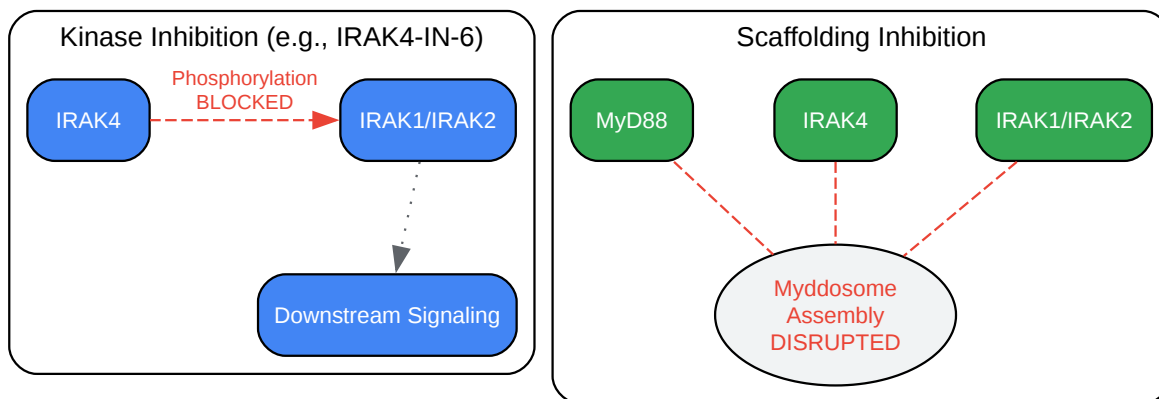 Kinase Inhibition (e.g., IRAK4-IN-6)
Phosphorylation
BLOCKED
IRAK4
IRAK1/IRAK2
Downstream Signaling
Scaffolding Inhibition
MyD88
IRAK4
IRAK1/IRAK2
Myddosome
Assembly
DISRUPTED